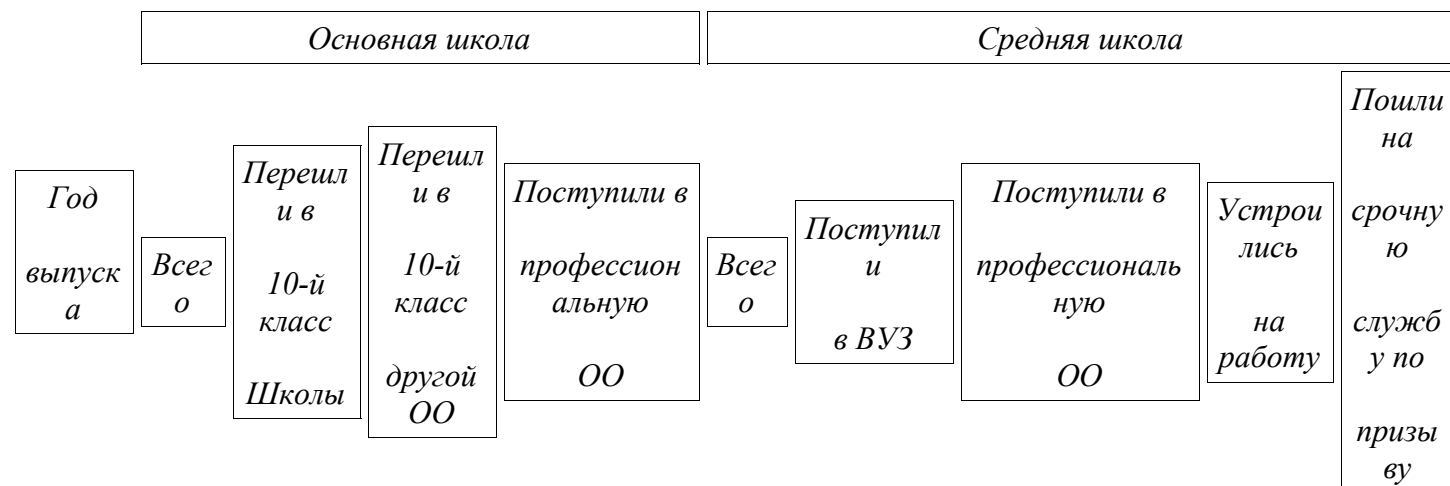 Основная школа
Средняя школа
Год
выпуск
а
Всег
о
Перешл
и в
10-й
класс
Школы
Перешл
и в
10-й
класс
другой
ОО
Поступили в
профессион
альную
ОО
Всег
о
Поступил
и
в ВУЗ
Поступили в
профессиональ
ную
ОО
Устрои
лись
на
работу
Пошли
на
срочну
ю
служб
у по
призы
ву